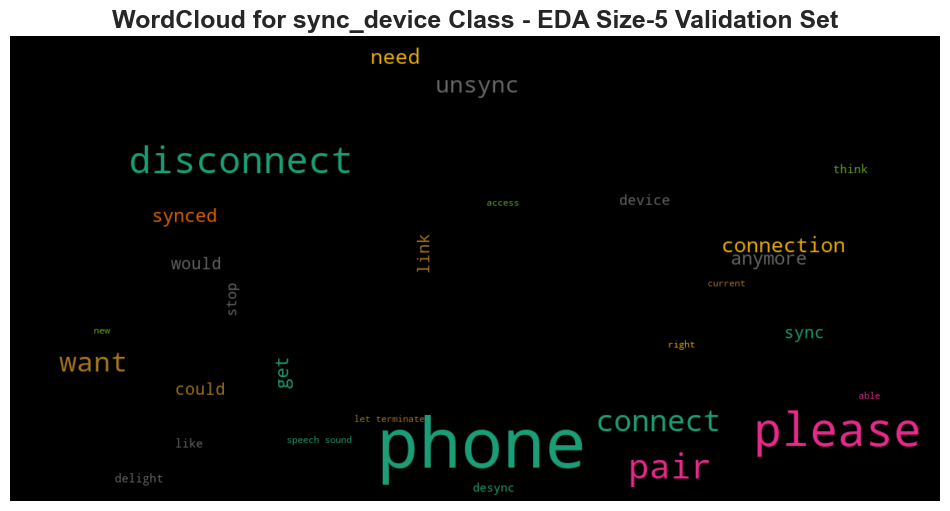 WordCloud for sync_device Class - EDA Size-5 Validation Set
need
unsync
disconnect
think
access
device
synced
link
connection
would
anymore
stop
current
new
sync
right
want
get
could
able
let terminate
phone
connect
please
speech sound
like
pair
delight
desync